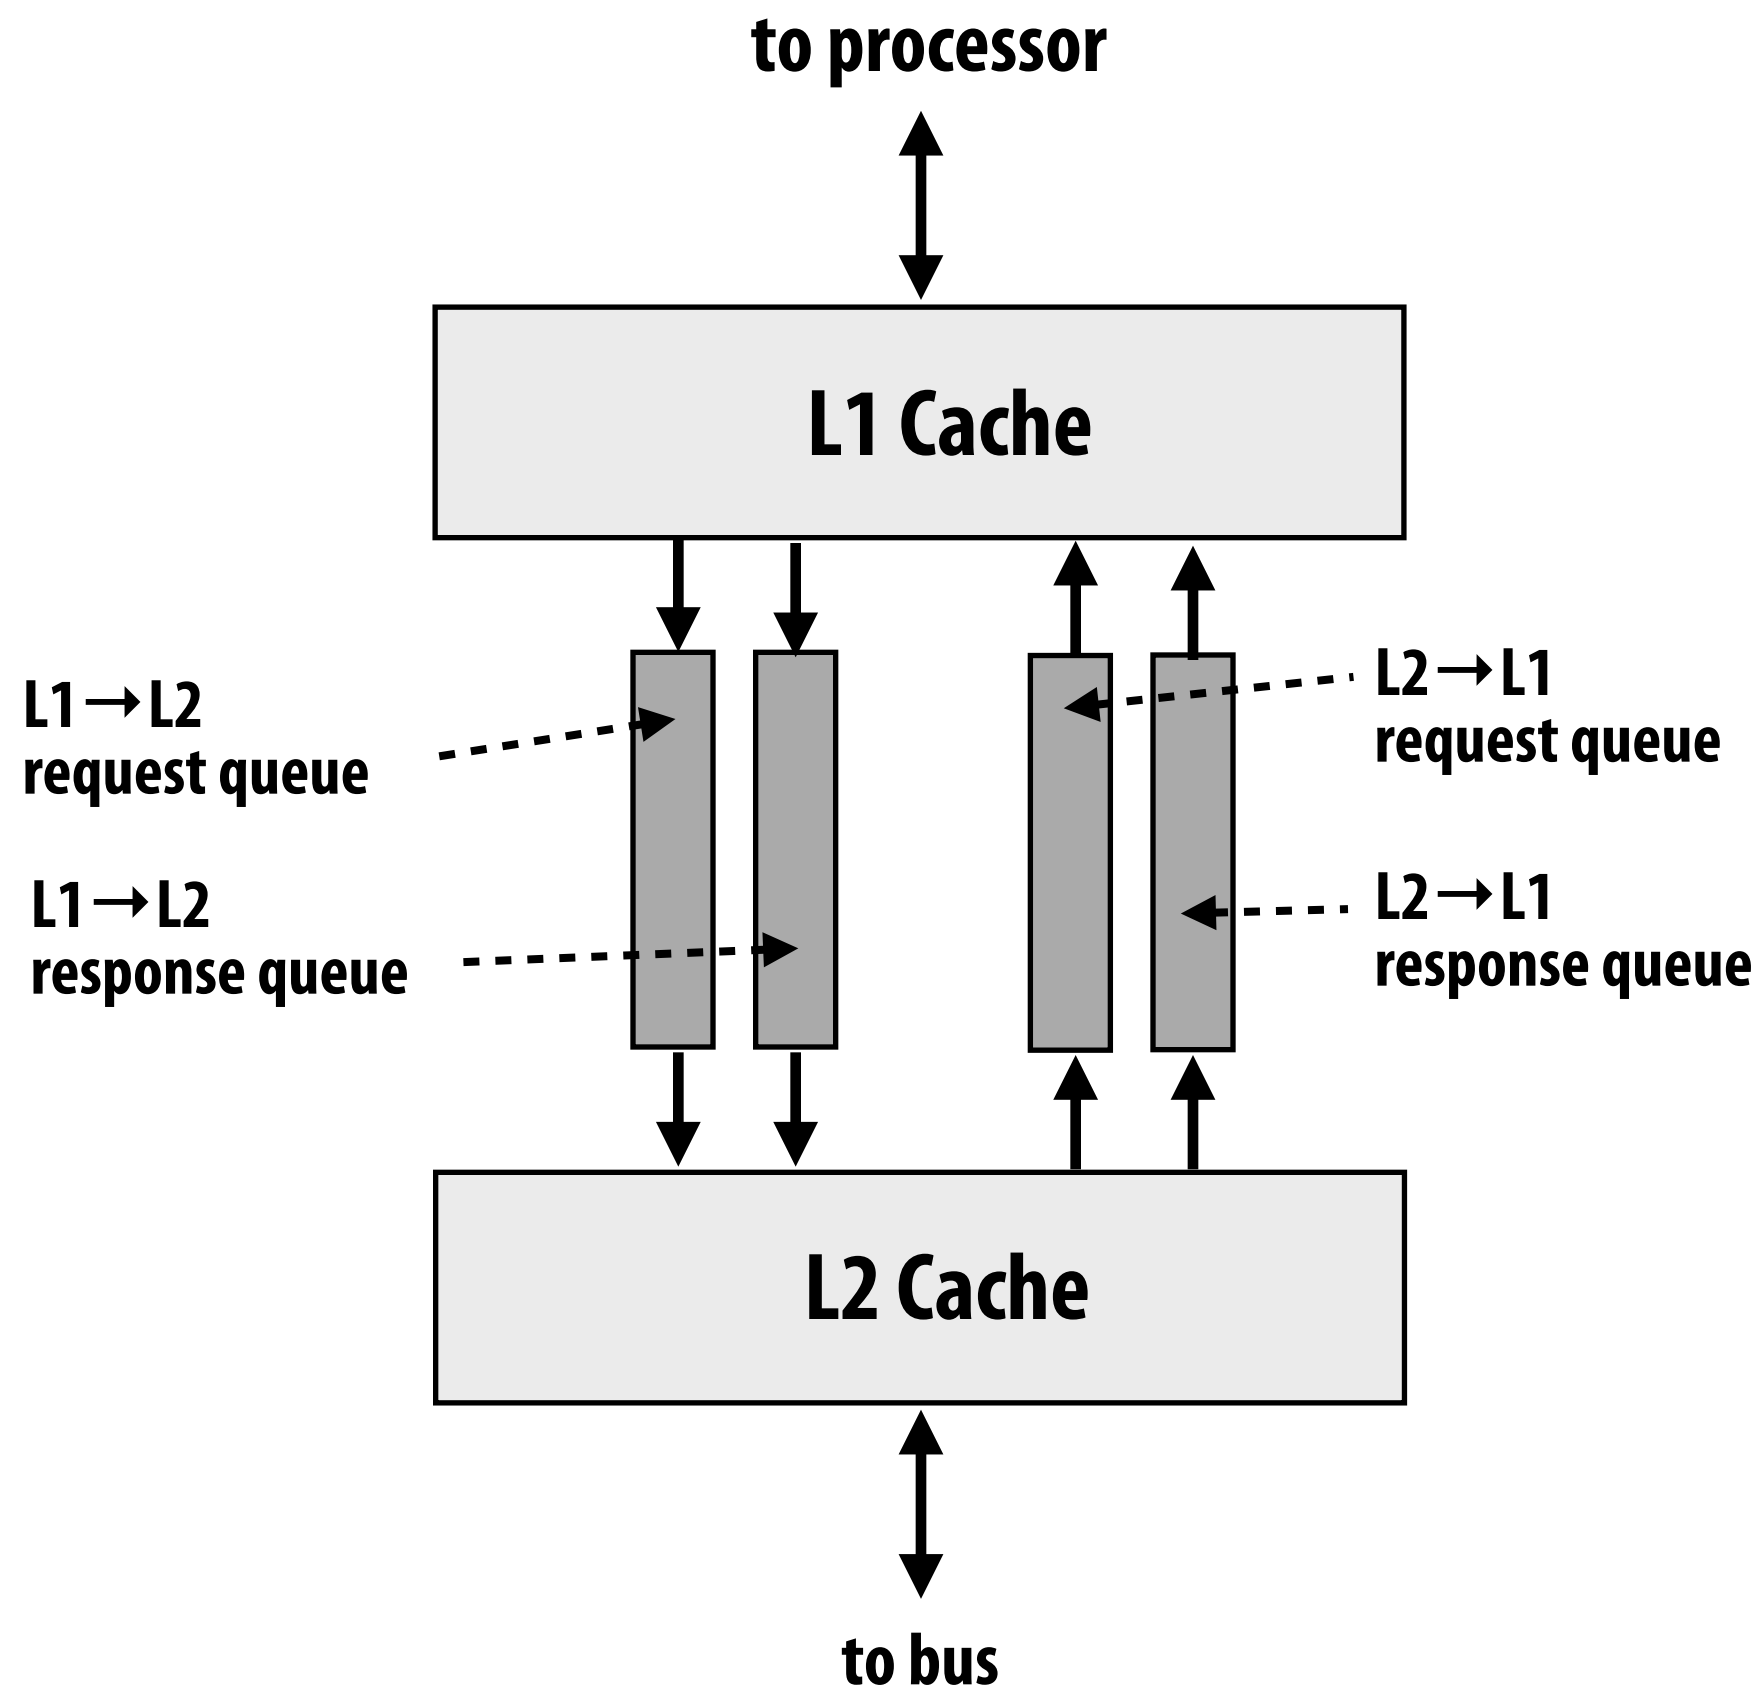 to processor
L1 Cache
L1→L2
request queue
L1→L2
response queue
L2→L1
request queue
L2→L1
response queue
L2 Cache
to bus